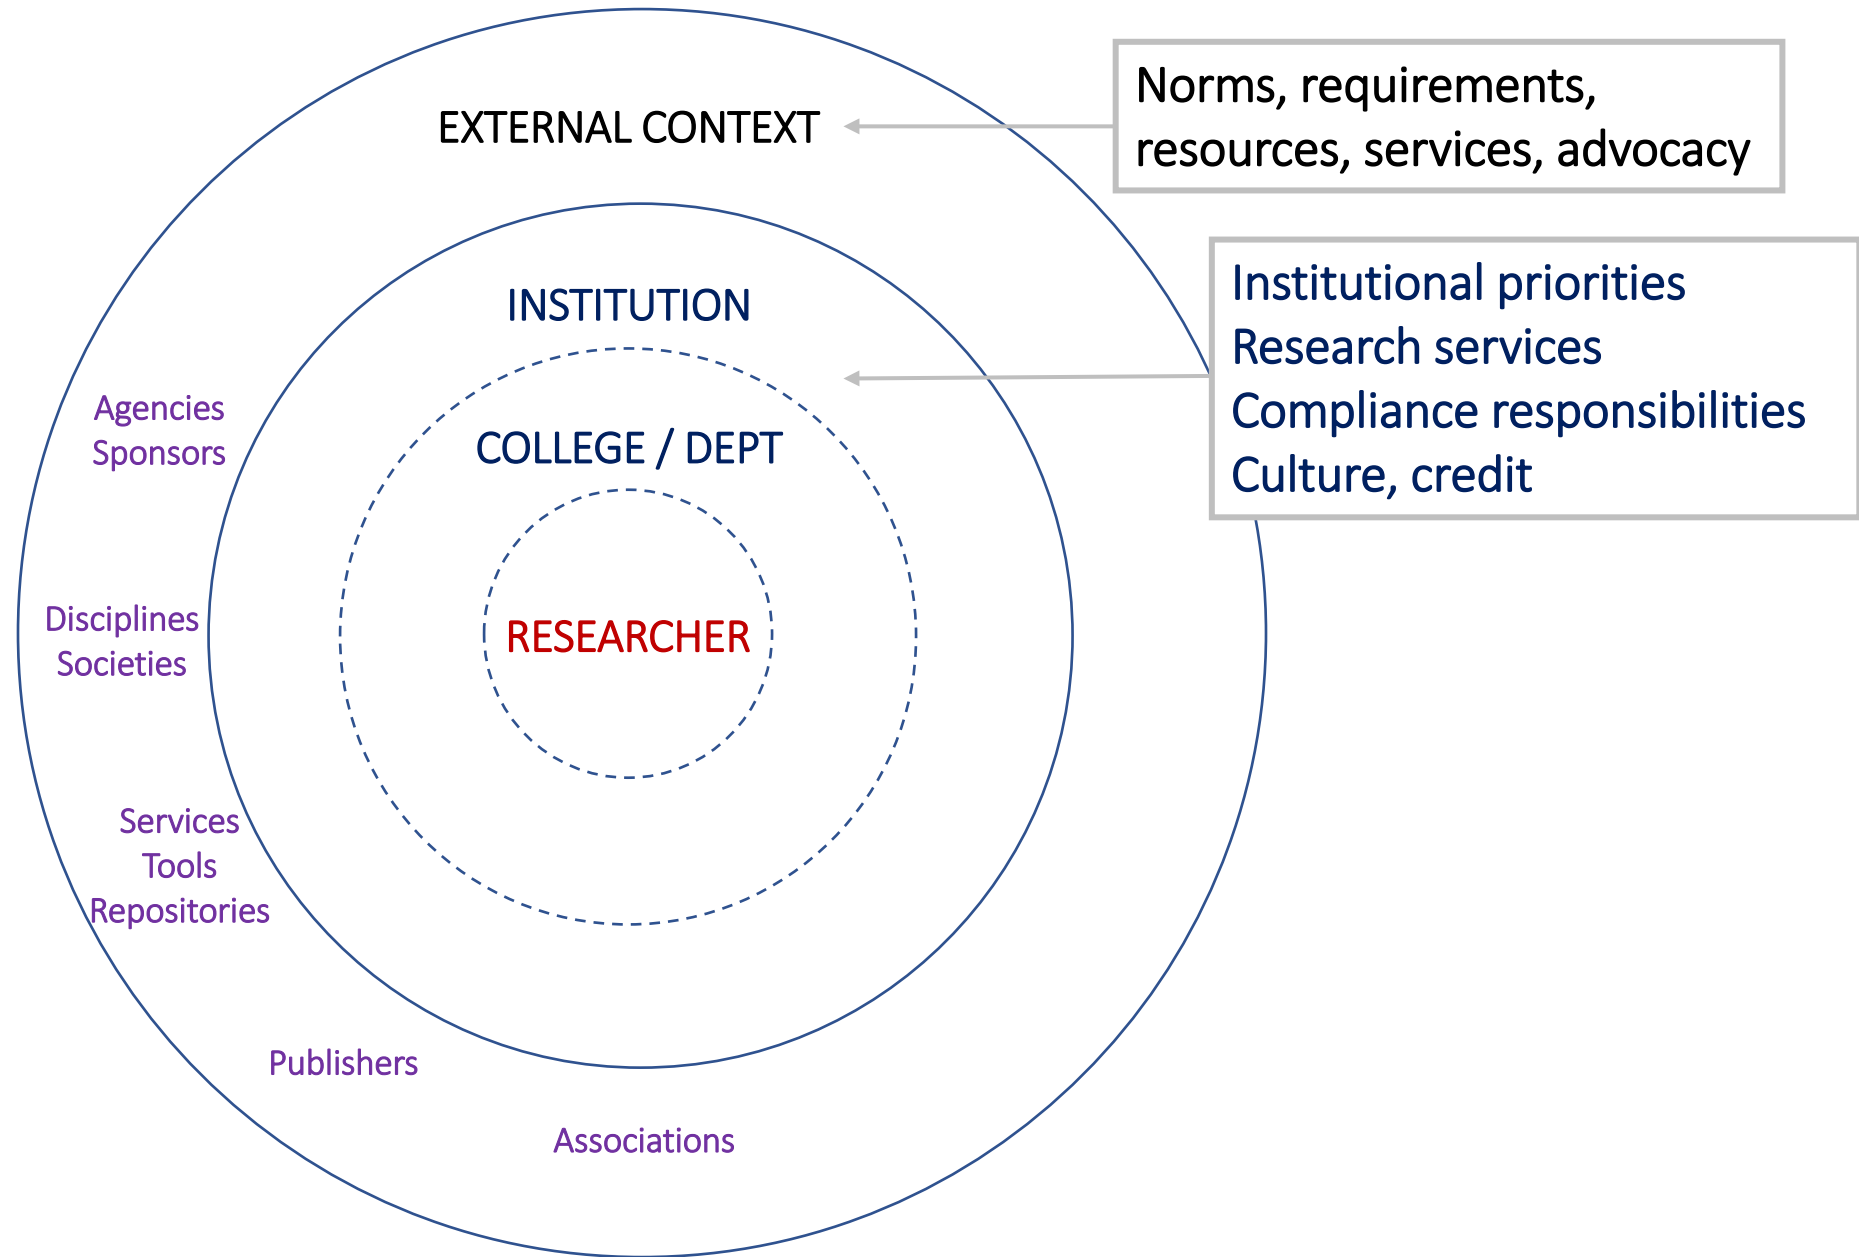 EXTERNAL CONTEXT
Norms, requirements,
resources, services, advocacy
INSTITUTION
Institutional priorities
Research services
Compliance responsibilities
Culture, credit
COLLEGE / DEPT
RESEARCHER
Agencies
Sponsors
Disciplines
Societies
Services
Tools
Repositories
Publishers
Associations